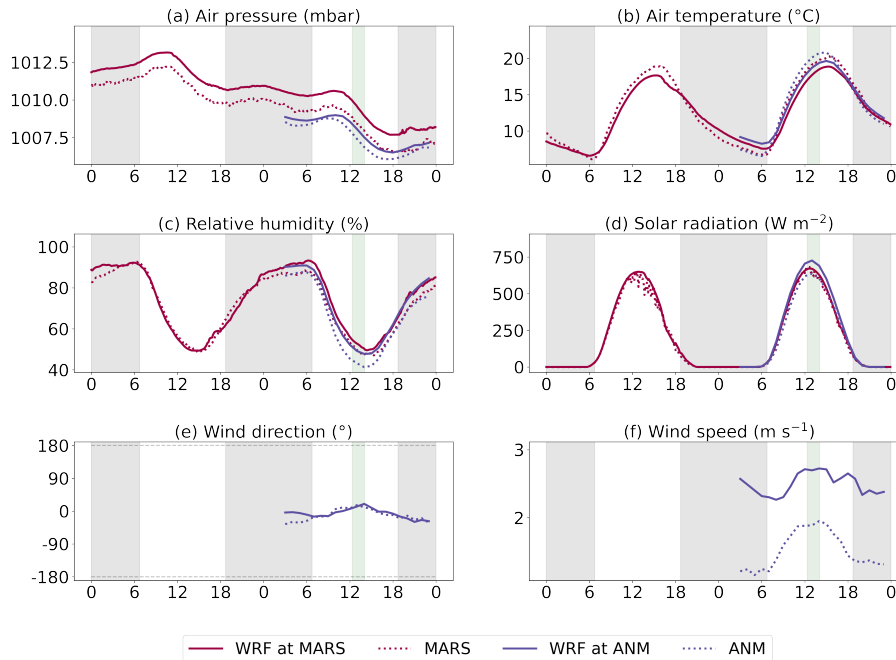 (a) Air pressure (mbar)
(b) Air temperature (°C)
1012.5
1010.0
1007.5
20
15
10
0 6 12 18 0 6 12 18 0
0 6 12 18 0 6 12 18 0
(c) Relative humidity (%)
(d) Solar radiation (W m⁻²)
100
80
60
40
750
500
250
0
0 6 12 18 0 6 12 18 0
0 6 12 18 0 6 12 18 0
(e) Wind direction (°)
(f) Wind speed (m s⁻¹)
180
90
0
-90
-180
3
2
0 6 12 18 0 6 12 18 0
0 6 12 18 0 6 12 18 0
WRF at MARS MARS WRF at ANM ANM